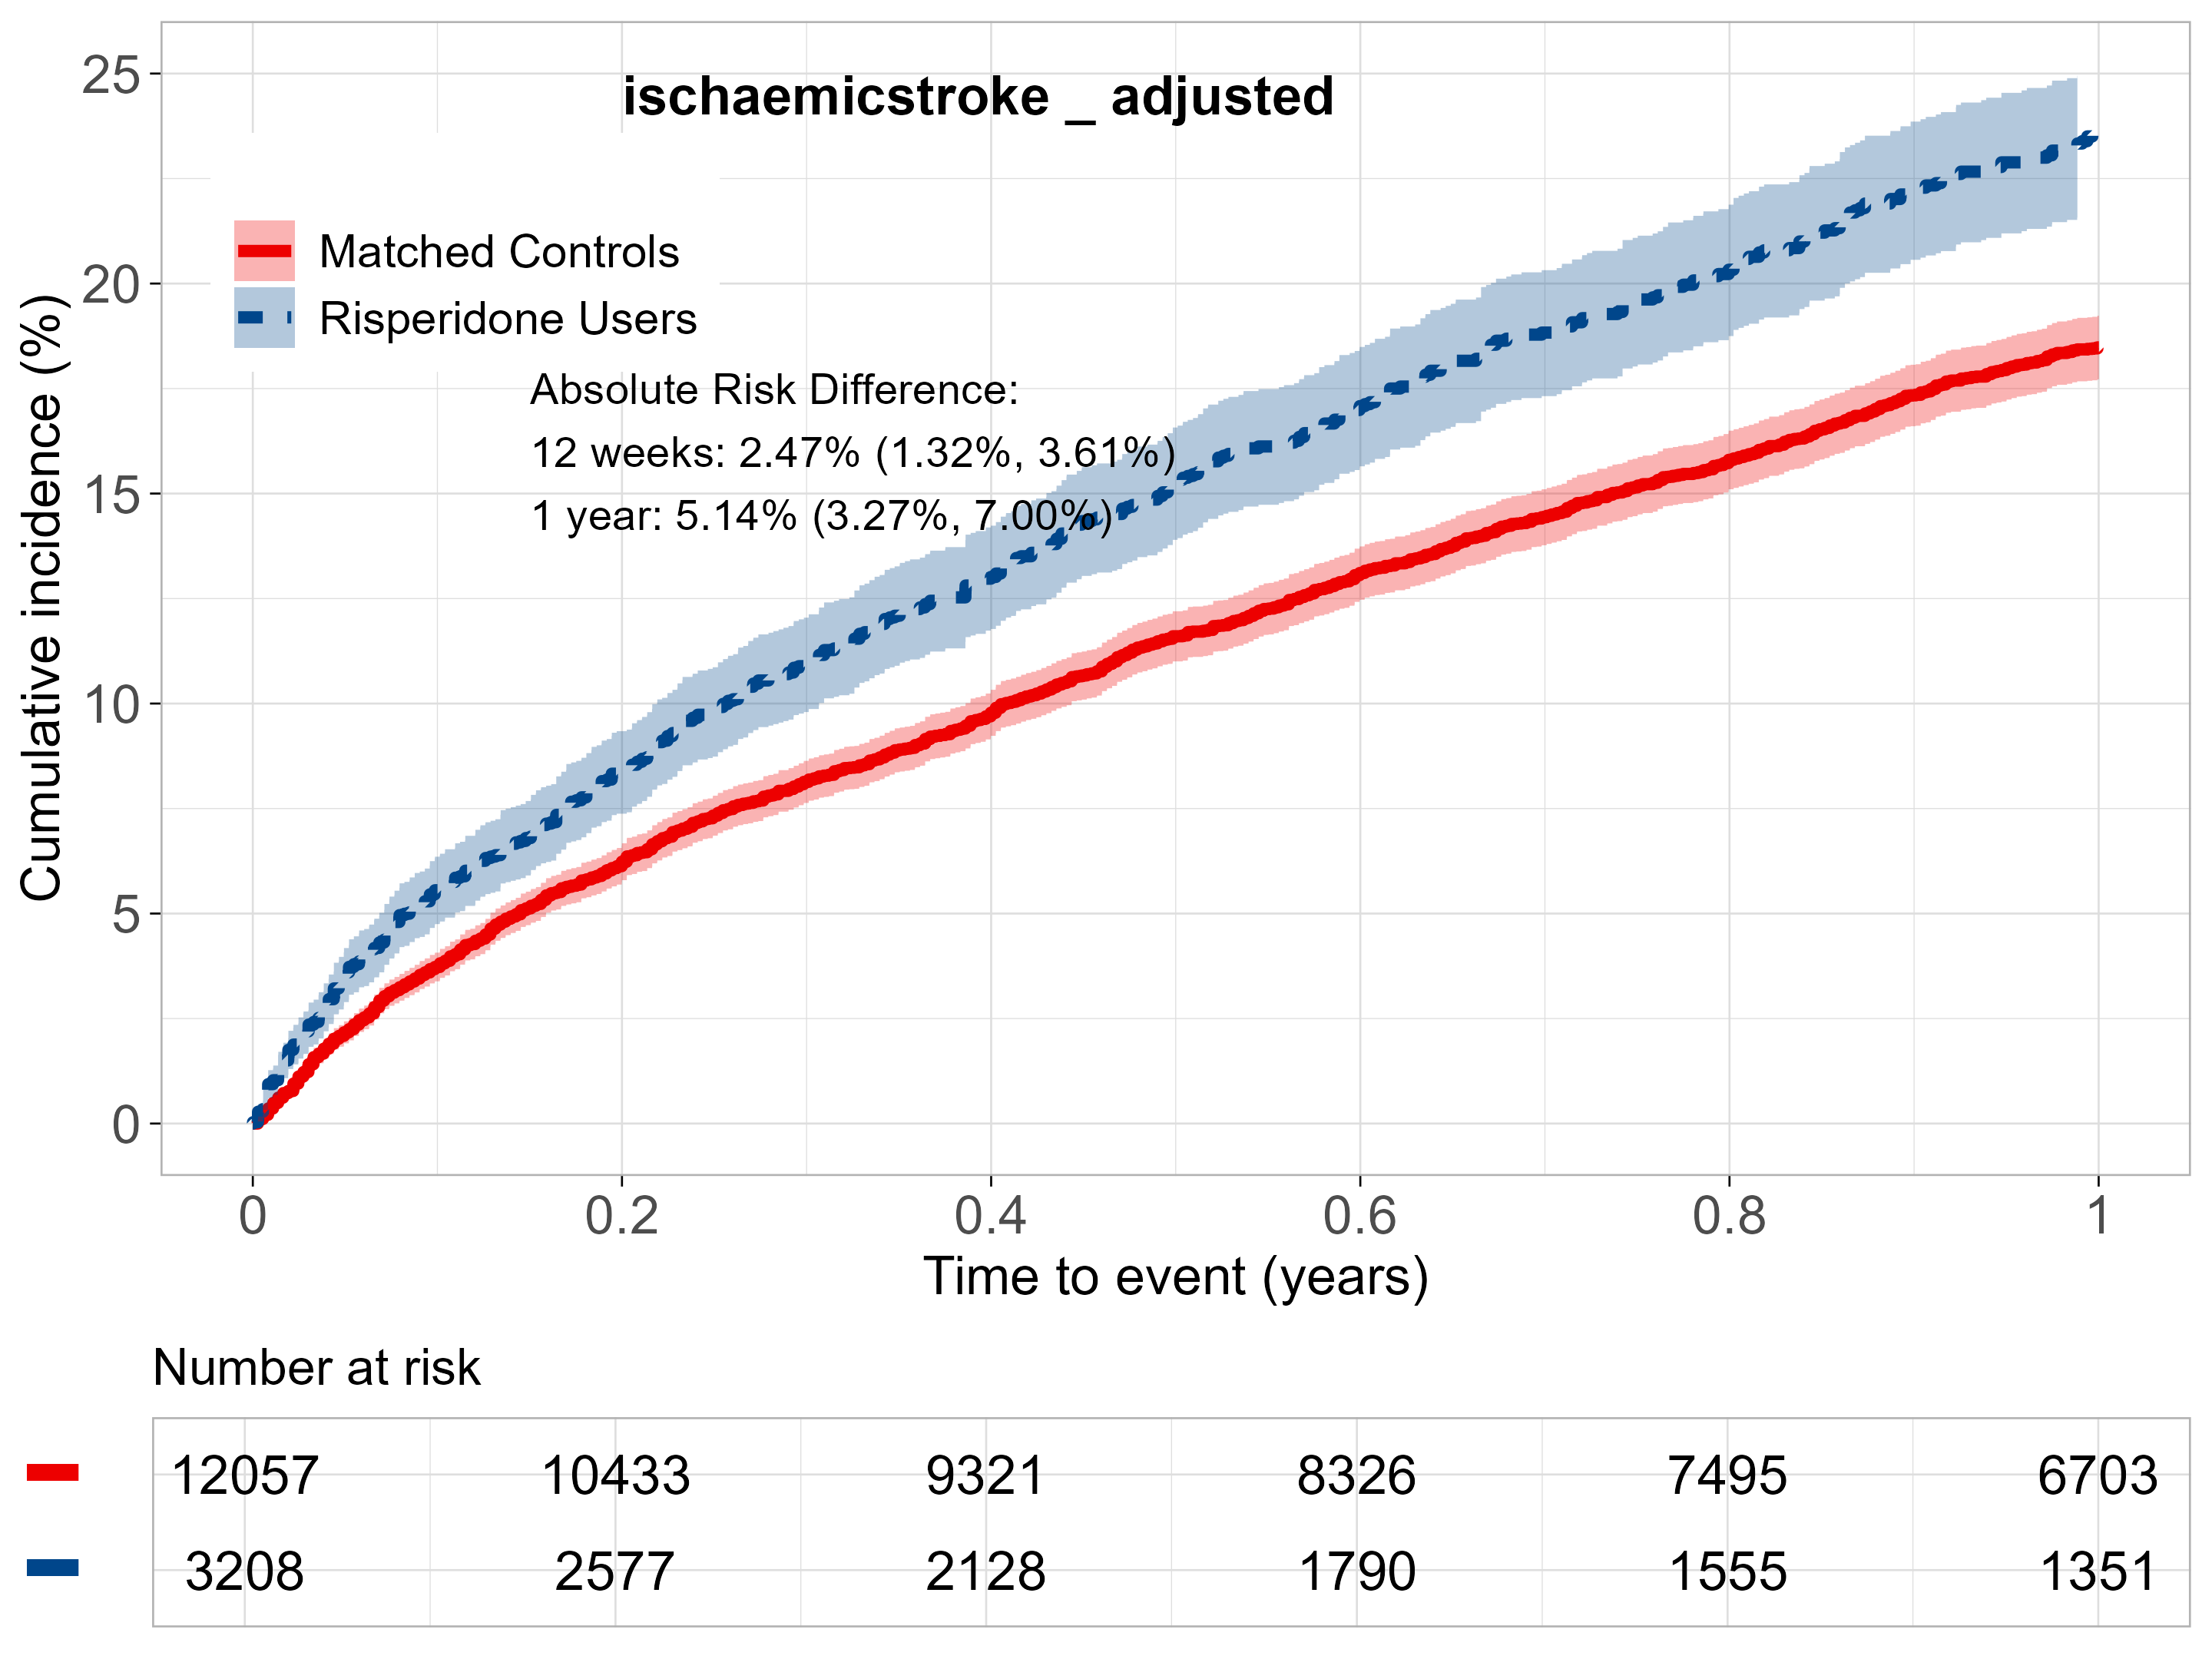 ischaemicstroke _ adjusted
Matched Controls
Risperidone Users
Absolute Risk Difference:
12 weeks: 2.47% (1.32%, 3.61%)
1 year: 5.14% (3.27%, 7.00%)
Cumulative incidence (%)
25
20
15
10
5
0
0 0.2 0.4 0.6 0.8 1
Time to event (years)
Number at risk
12057 10433 9321 8326 7495 6703
3208 2577 2128 1790 1555 1351